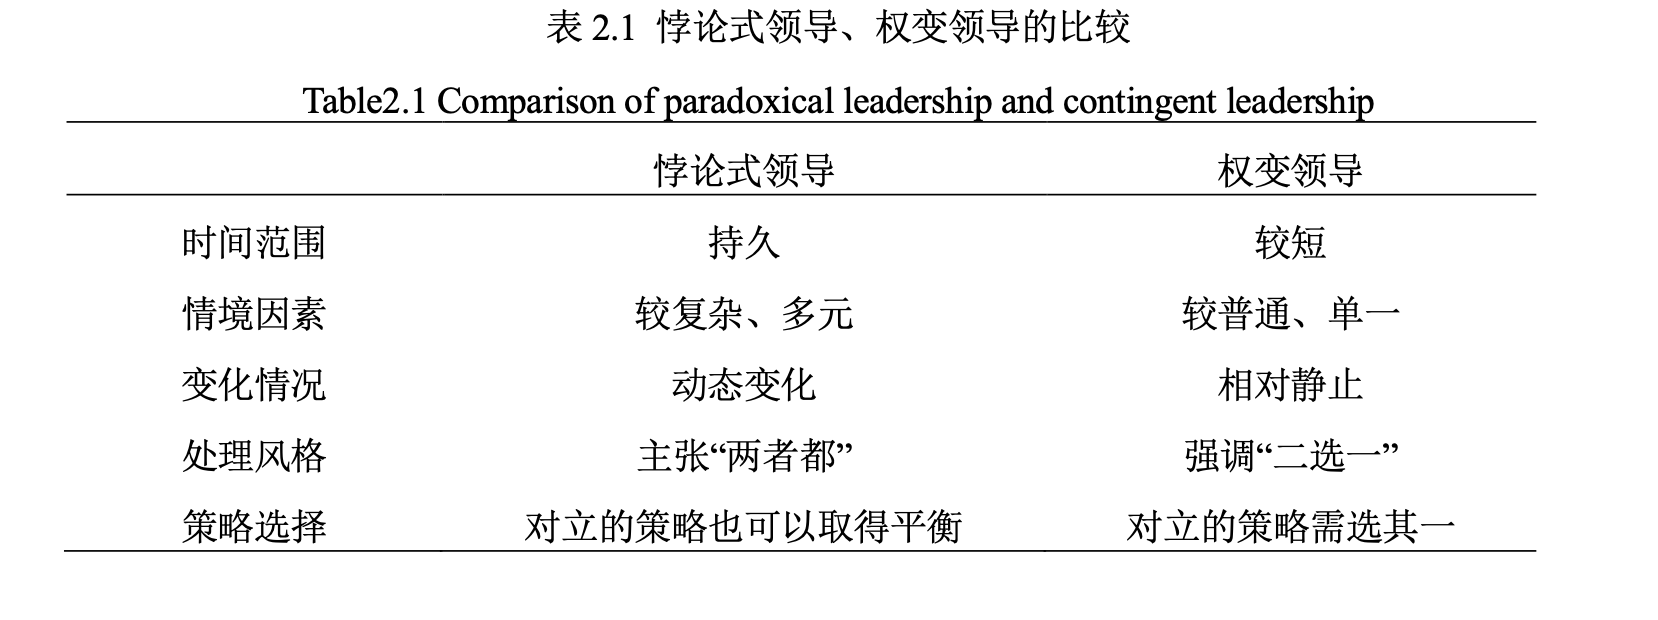 表 2.1 悖论式领导、权变领导的比较
Table2.1 Comparison of paradoxical leadership and contingent leadership
悖论式领导 权变领导
时间范围 持久 较短
情境因素 较复杂、多元 较普通、单一
变化情况 动态变化 相对静止
处理风格 主张“两者都” 强调“二选一”
策略选择 对立的策略也可以取得平衡 对立的策略需选其一